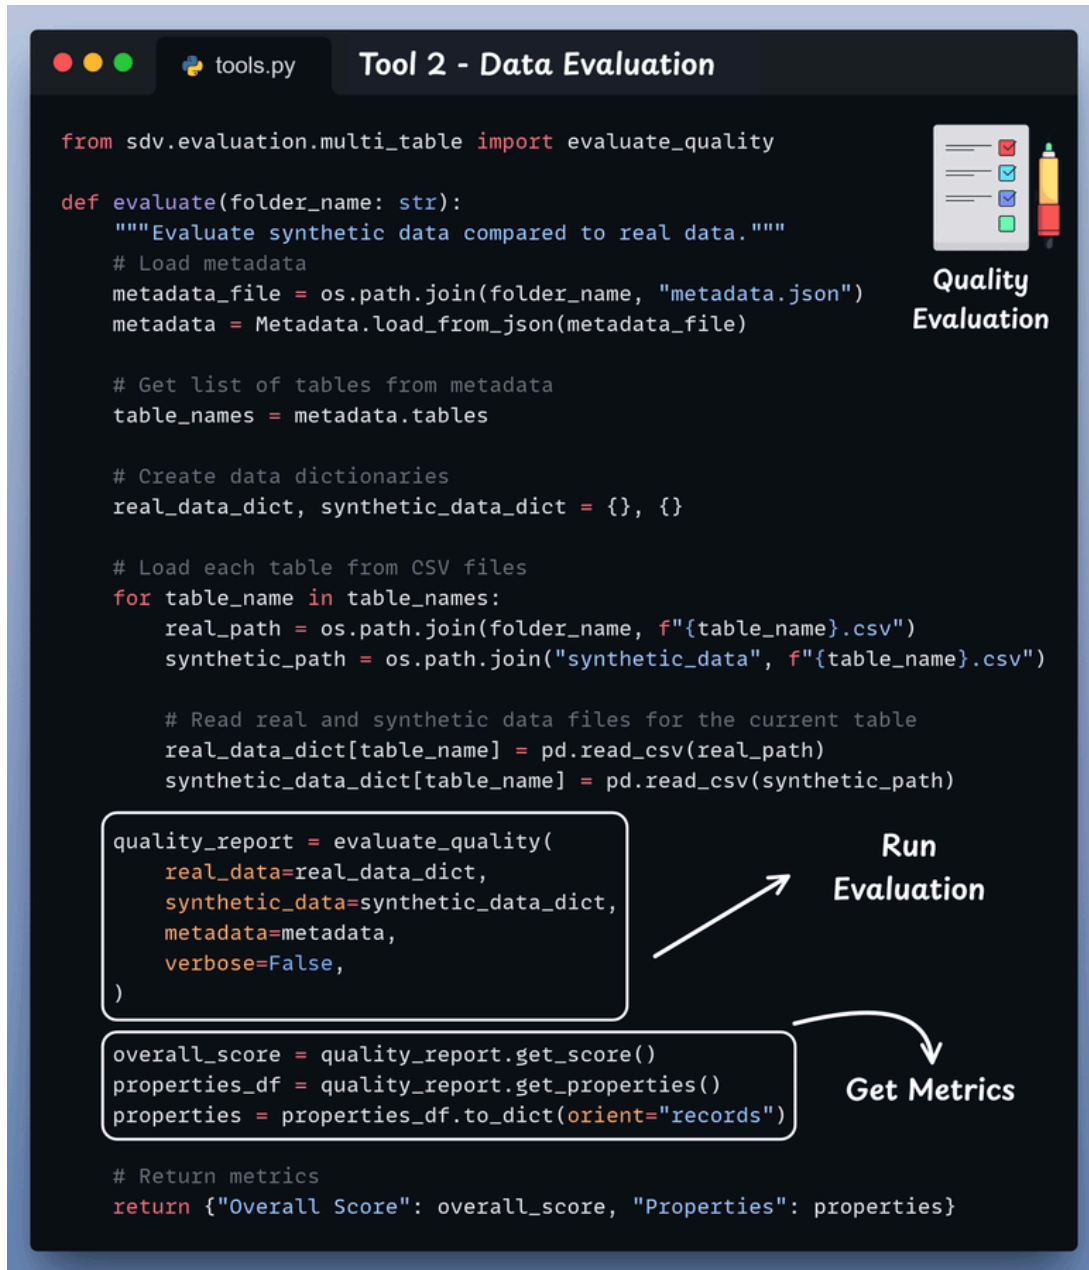 tools.py
Tool 2 - Data Evaluation
from sdv.evaluation.multi_table import evaluate_quality
def evaluate(folder_name: str):
    """Evaluate synthetic data compared to real data."""
    # Load metadata
    metadata_file = os.path.join(folder_name, "metadata.json")
    metadata = Metadata.load_from_json(metadata_file)
Quality
Evaluation
    # Get list of tables from metadata
    table_names = metadata.tables
    # Create data dictionaries
    real_data_dict, synthetic_data_dict = {}, {}
    # Load each table from CSV files
    for table_name in table_names:
        real_path = os.path.join(folder_name, f"{table_name}.csv")
        synthetic_path = os.path.join("synthetic_data", f"{table_name}.csv")
        # Read real and synthetic data files for the current table
        real_data_dict[table_name] = pd.read_csv(real_path)
        synthetic_data_dict[table_name] = pd.read_csv(synthetic_path)
    quality_report = evaluate_quality(
        real_data=real_data_dict,
        synthetic_data=synthetic_data_dict,
        metadata=metadata,
        verbose=False,
    )
Run
Evaluation
    overall_score = quality_report.get_score()
    properties_df = quality_report.get_properties()
    properties = properties_df.to_dict(orient="records")
Get Metrics
    # Return metrics
    return {"Overall Score": overall_score, "Properties": properties}